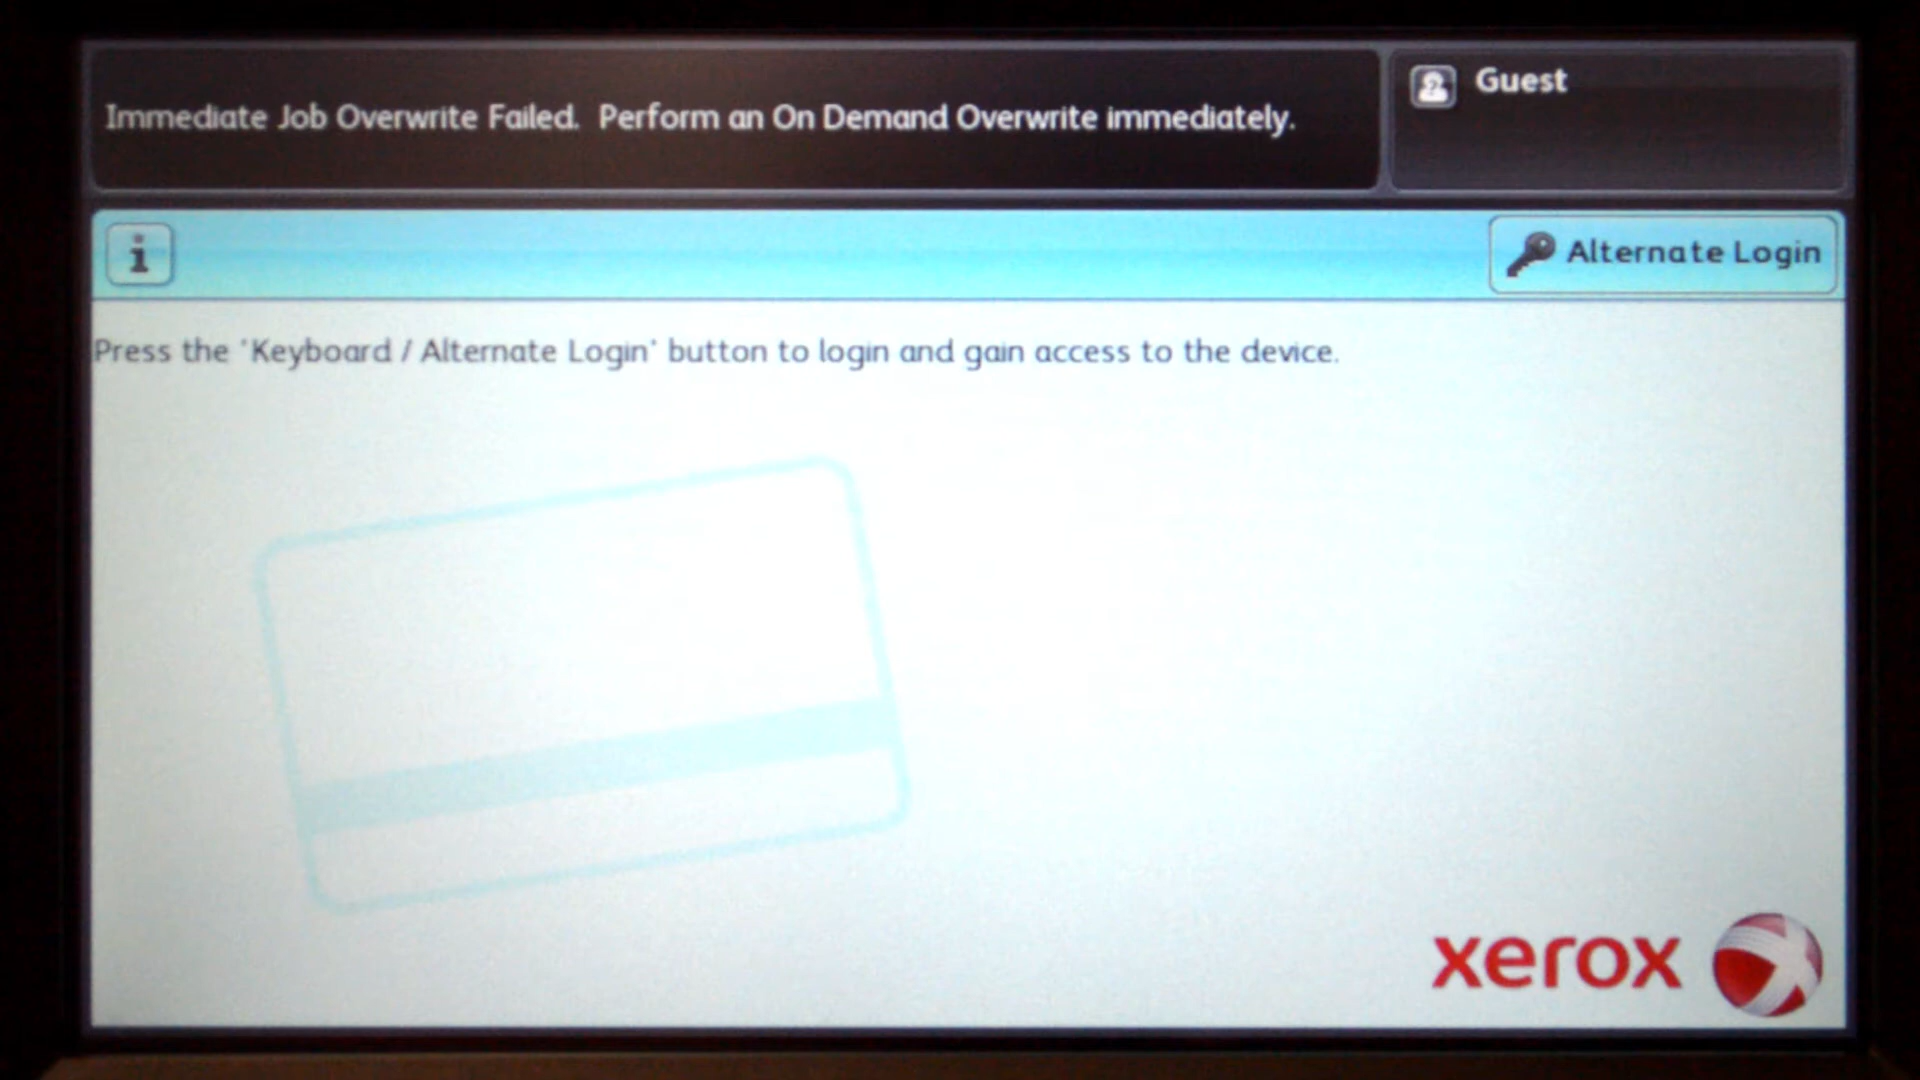 Immediate Job Overwrite Failed.  Perform an On Demand Overwrite immediately.
Guest
i
Alternate Login
Press the 'Keyboard / Alternate Login' button to login and gain access to the device.
xerox